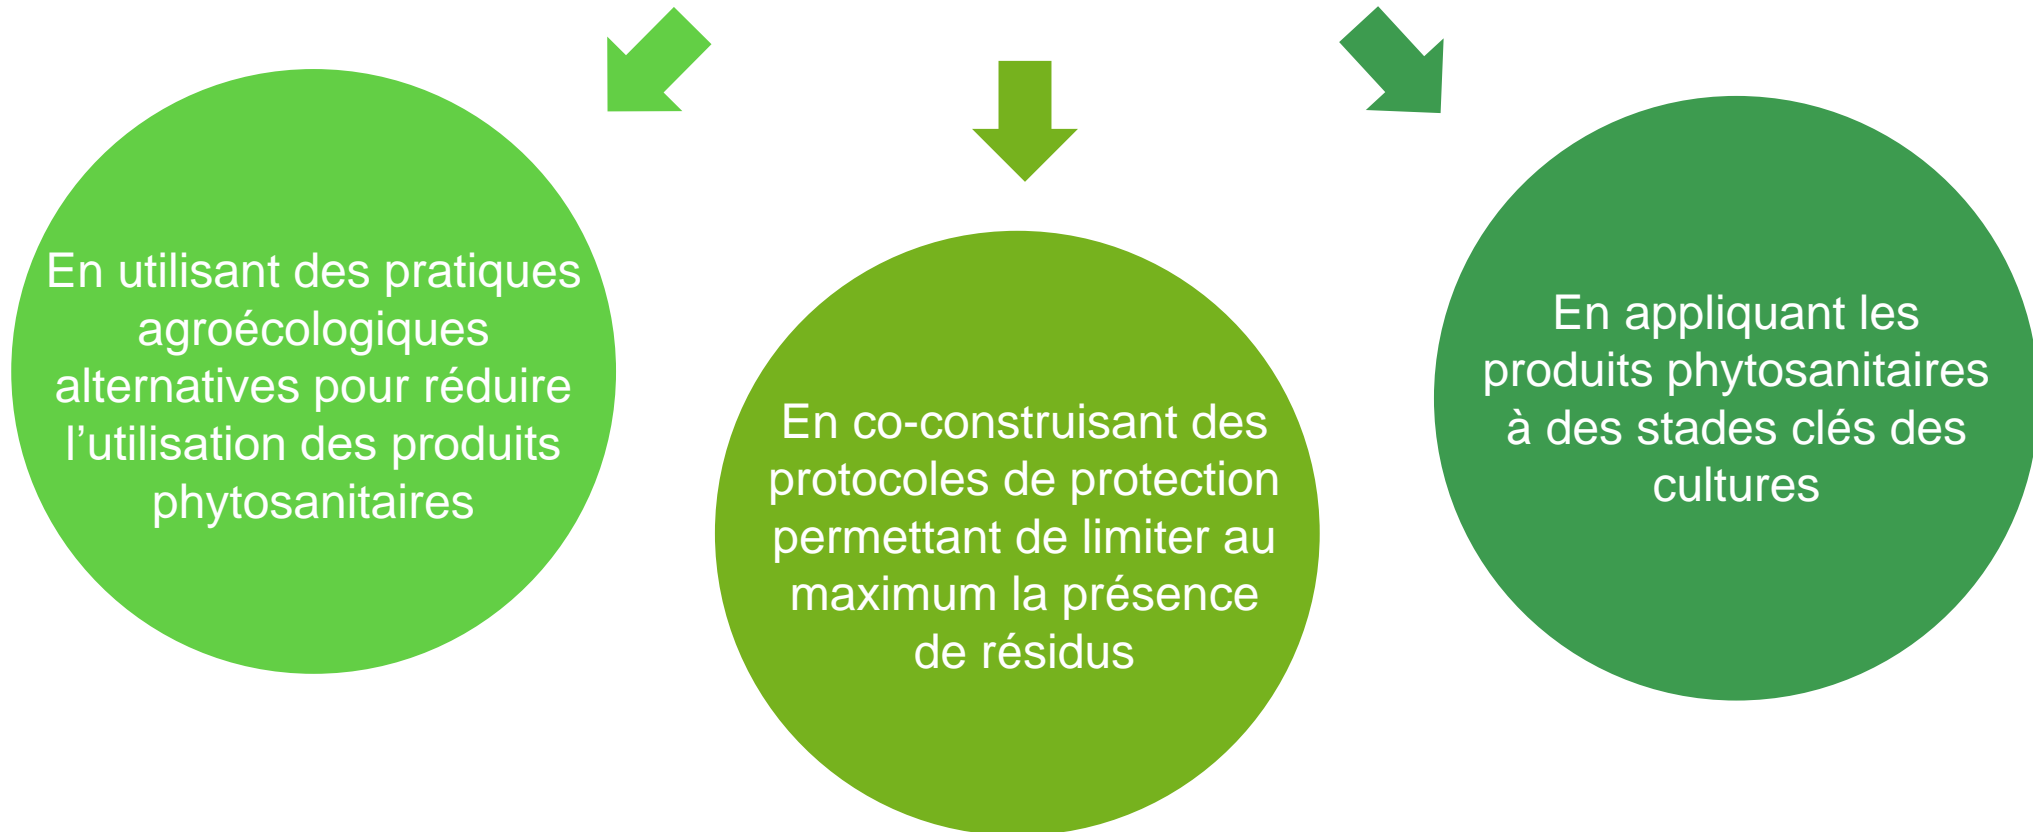 En utilisant des pratiques
agroécologiques
alternatives pour réduire
l’utilisation des produits
phytosanitaires
En co-construisant des
protocoles de protection
permettant de limiter au
maximum la présence
de résidus
En appliquant les
produits phytosanitaires
à des stades clés des
cultures